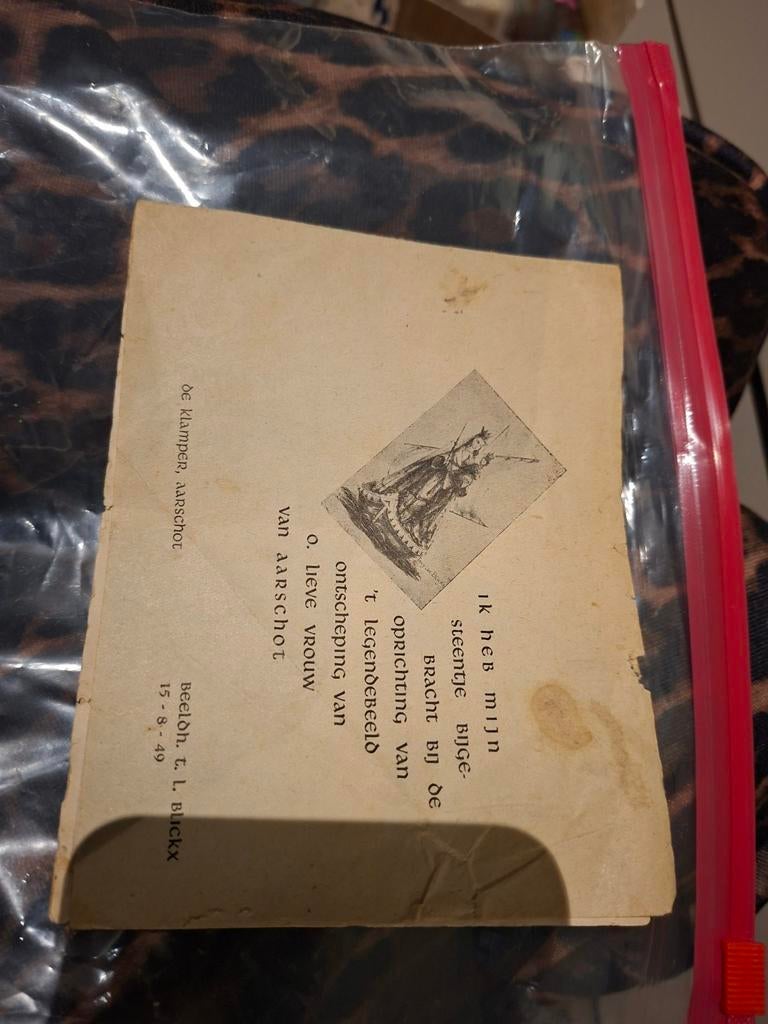 Ik heb mijn
steentje bijge-
bracht bij de
oprichting van
't legendebeeld
ontscheping van
O. Lieve Vrouw
van Aarschot
De Klamper, Aarschot
Beeldh. T. L. Blickx
15 - 8 - 49